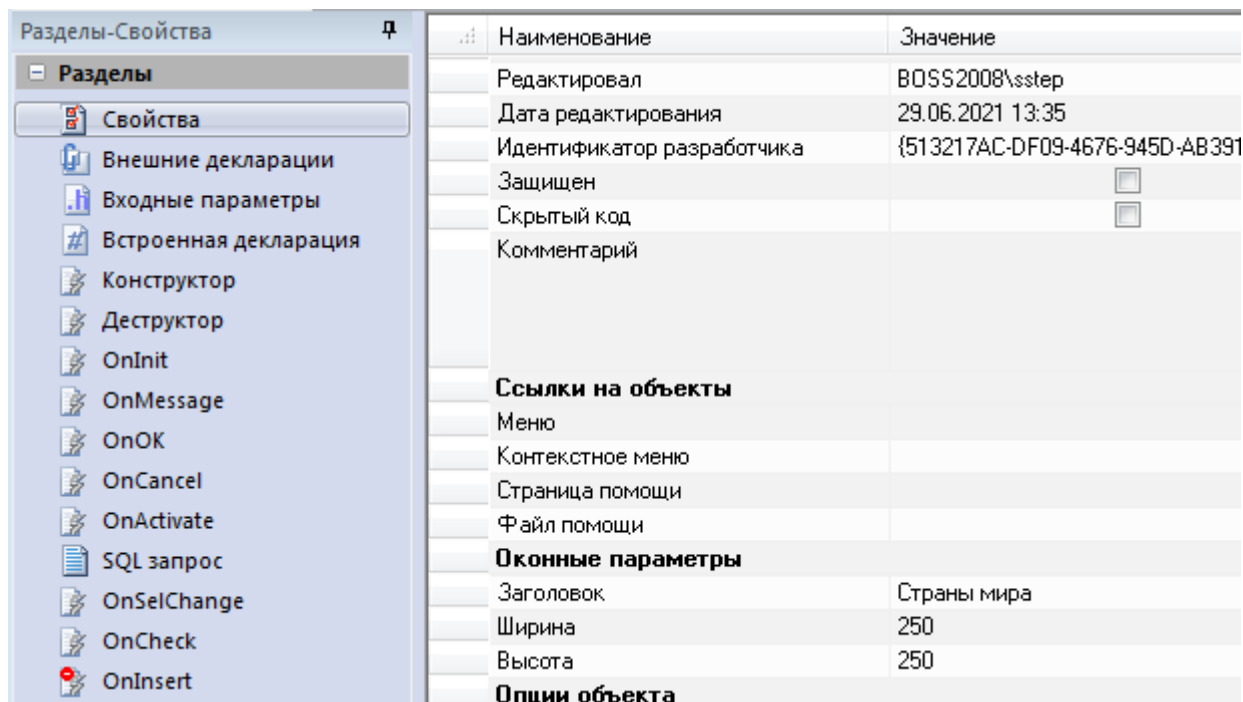 Разделы-Свойства
Разделы
Свойства
Внешние декларации
Входные параметры
Встроенная декларация
Конструктор
Деструктор
OnInit
OnMessage
OnOK
OnCancel
OnActivate
SQL запрос
OnSelChange
OnCheck
OnInsert
Наименование Значение
Редактировал BOSS2008\sstep
Дата редактирования 29.06.2021 13:35
Идентификатор разработчика {513217AC-DF09-4676-945D-AB391
Защищен
Скрытый код
Комментарий
Ссылки на объекты
Меню
Контекстное меню
Страница помощи
Файл помощи
Оконные параметры
Заголовок Страны мира
Ширина 250
Высота 250
Опции объекта